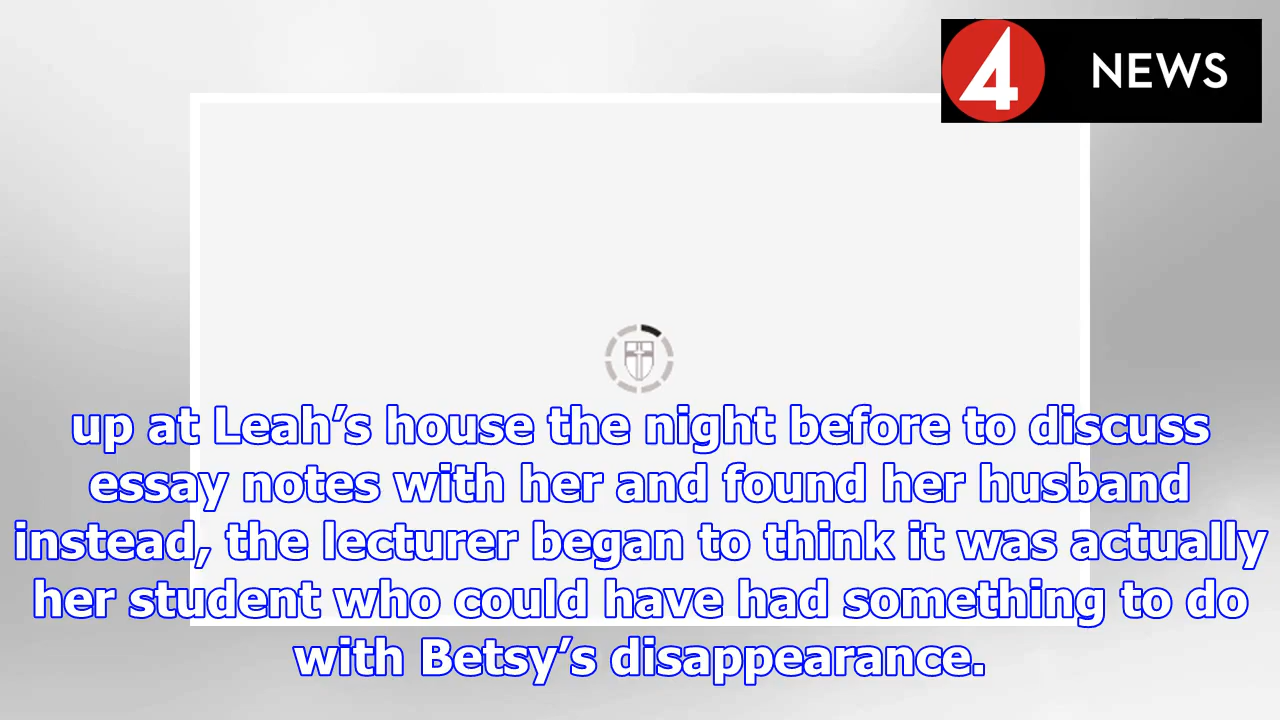 4 NEWS
up at Leah’s house the night before to discuss
essay notes with her and found her husband
instead, the lecturer began to think it was actually
her student who could have had something to do
with Betsy’s disappearance.